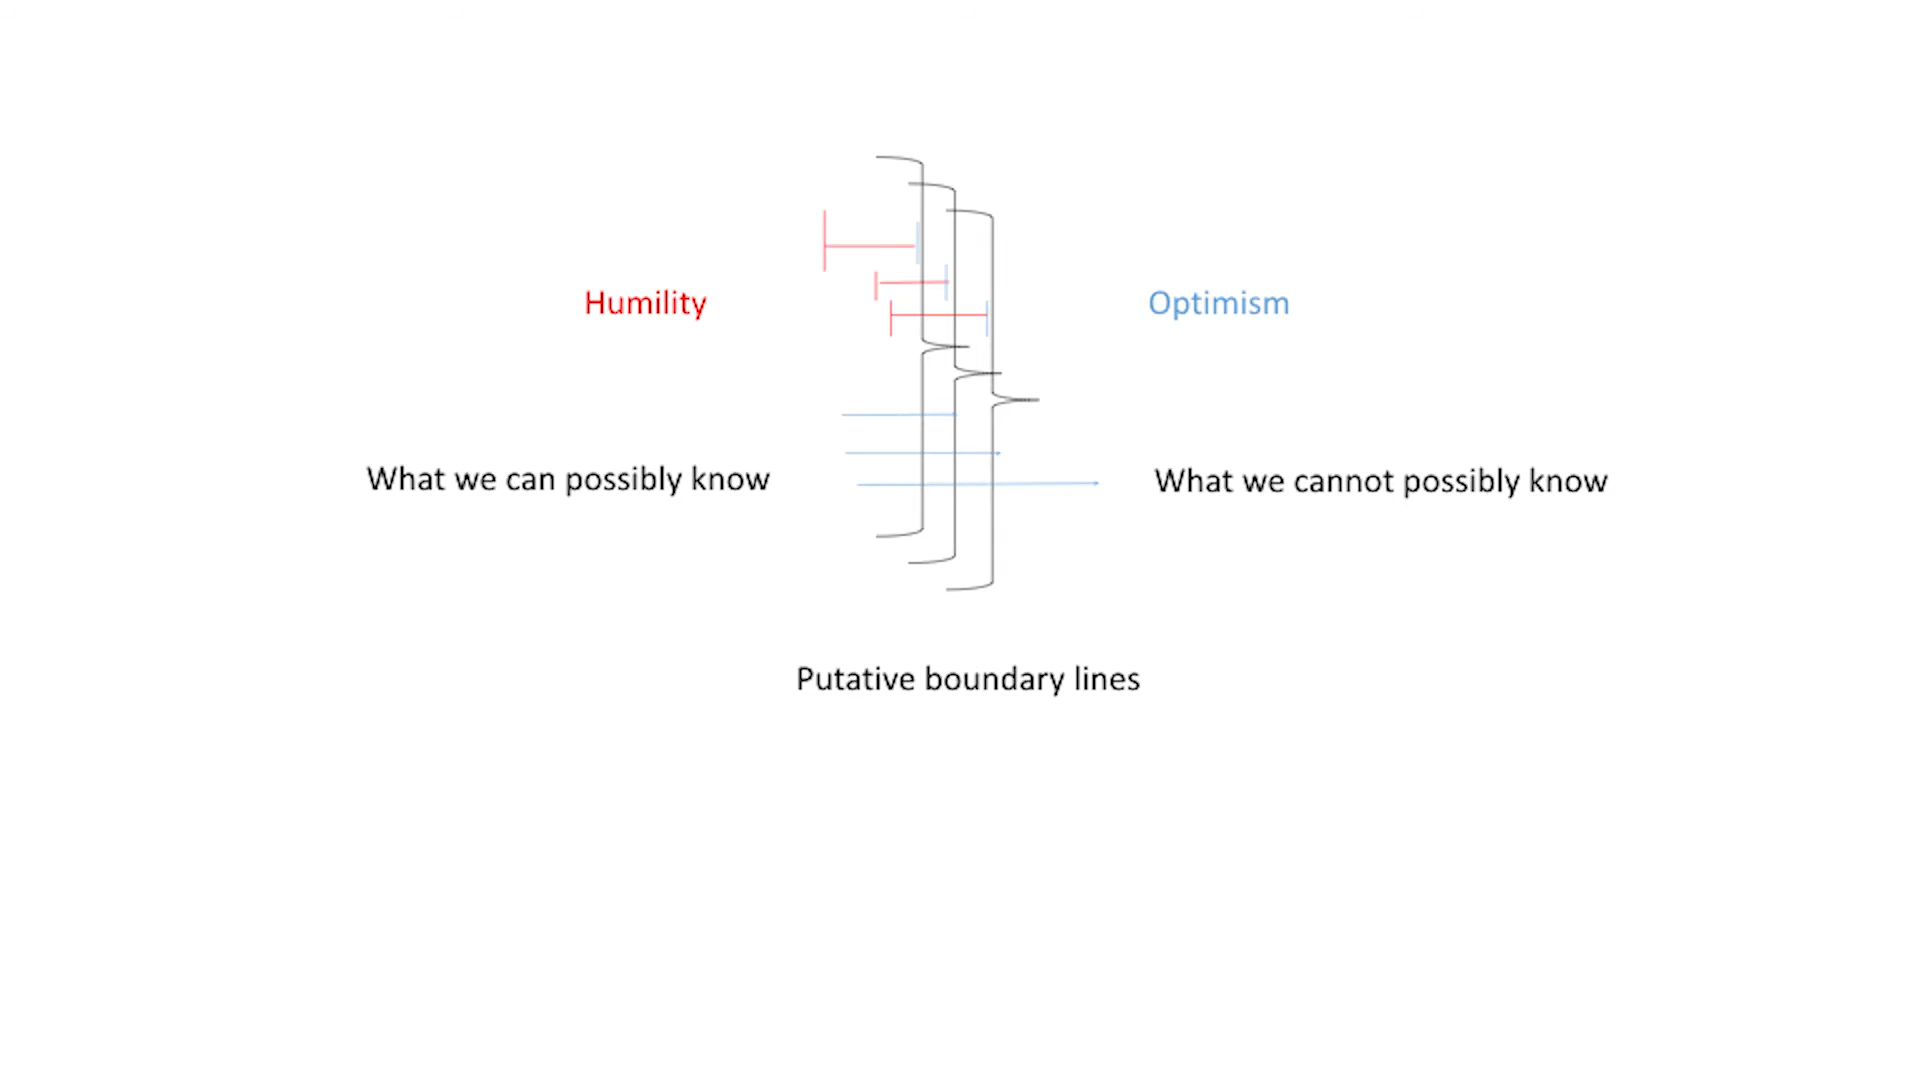 Humility
Optimism
What we can possibly know
What we cannot possibly know
Putative boundary lines